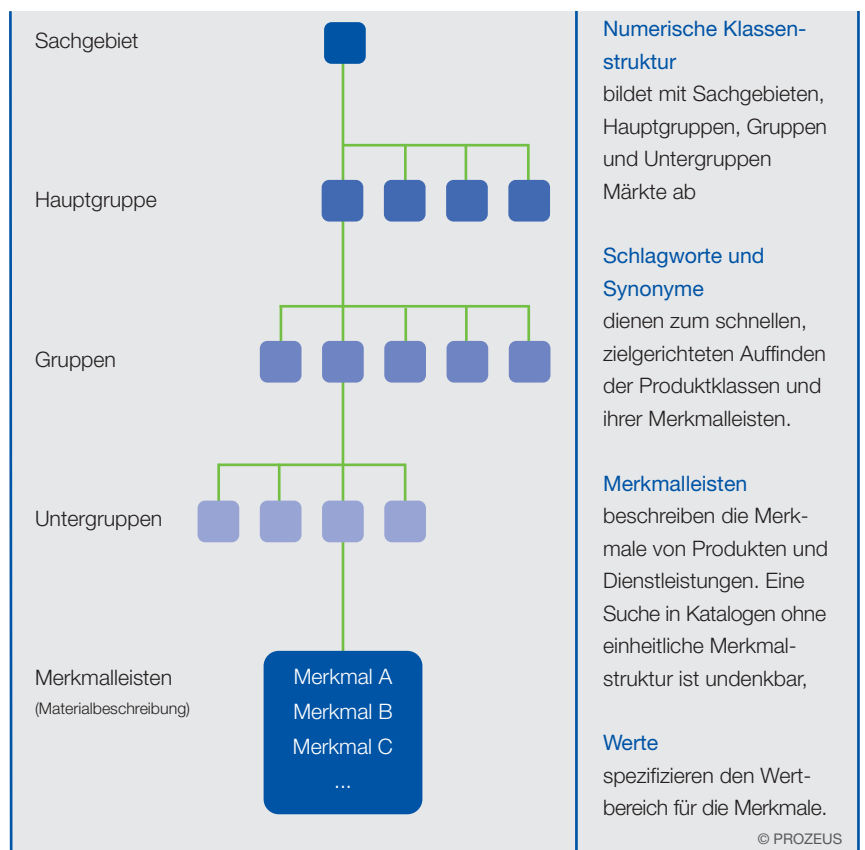 Sachgebiet
Hauptgruppe
Gruppen
Untergruppen
Merkmalleisten
(Materialbeschreibung)
Merkmal A
Merkmal B
Merkmal C
...
Numerische Klassen-
struktur
bildet mit Sachgebieten,
Hauptgruppen, Gruppen
und Untergruppen
Märkte ab
Schlagworte und
Synonyme
dienen zum schnellen,
zielgerichteten Auffinden
der Produktklassen und
ihrer Merkmalleisten.
Merkmalleisten
beschreiben die Merk-
male von Produkten und
Dienstleistungen. Eine
Suche in Katalogen ohne
einheitliche Merkmal-
struktur ist undenkbar,
Werte
spezifizieren den Wert-
bereich für die Merkmale.
© PROZEUS